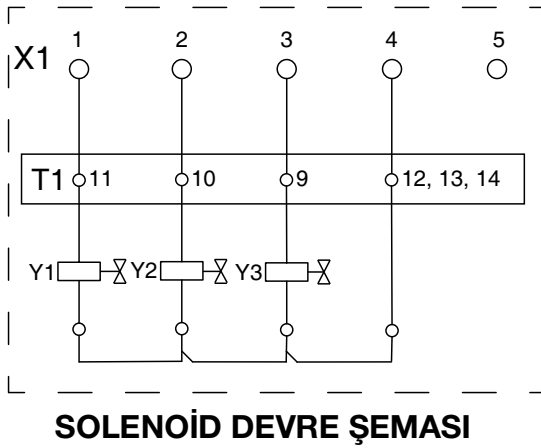 1 2 3 4 5
X1
T1 11 10 9 12, 13, 14
Y1 Y2 Y3
SOLENOİD DEVRE ŞEMASI